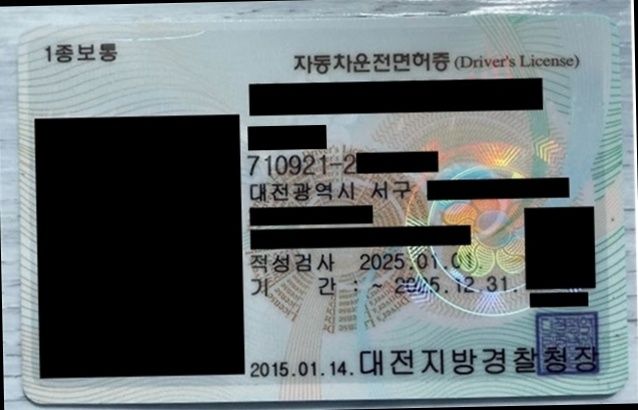 1종보통
자동차운전면허증 (Driver's License)
710921-2
대전광역시 서구
적성검사 2025.01.01.
기 간 : ~ 2025.12.31.
2015.01.14. 대전지방경찰청장